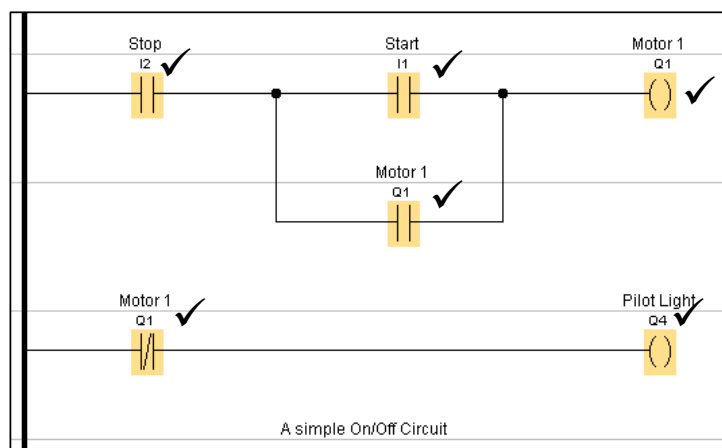 Stop Start Motor 1
I2 I1 Q1
Motor 1
Q1
Motor 1 Pilot Light
Q1 Q4
A simple On/Off Circuit